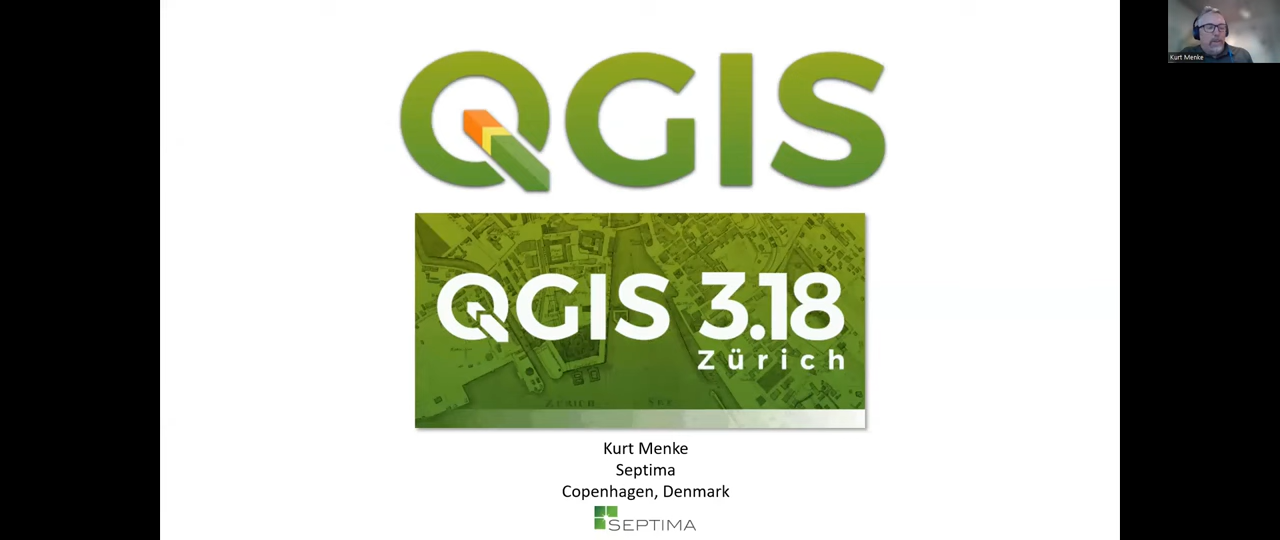 QGIS
QGIS 3.18
Zürich
Kurt Menke
Septima
Copenhagen, Denmark
SEPTIMA
Kurt Menke